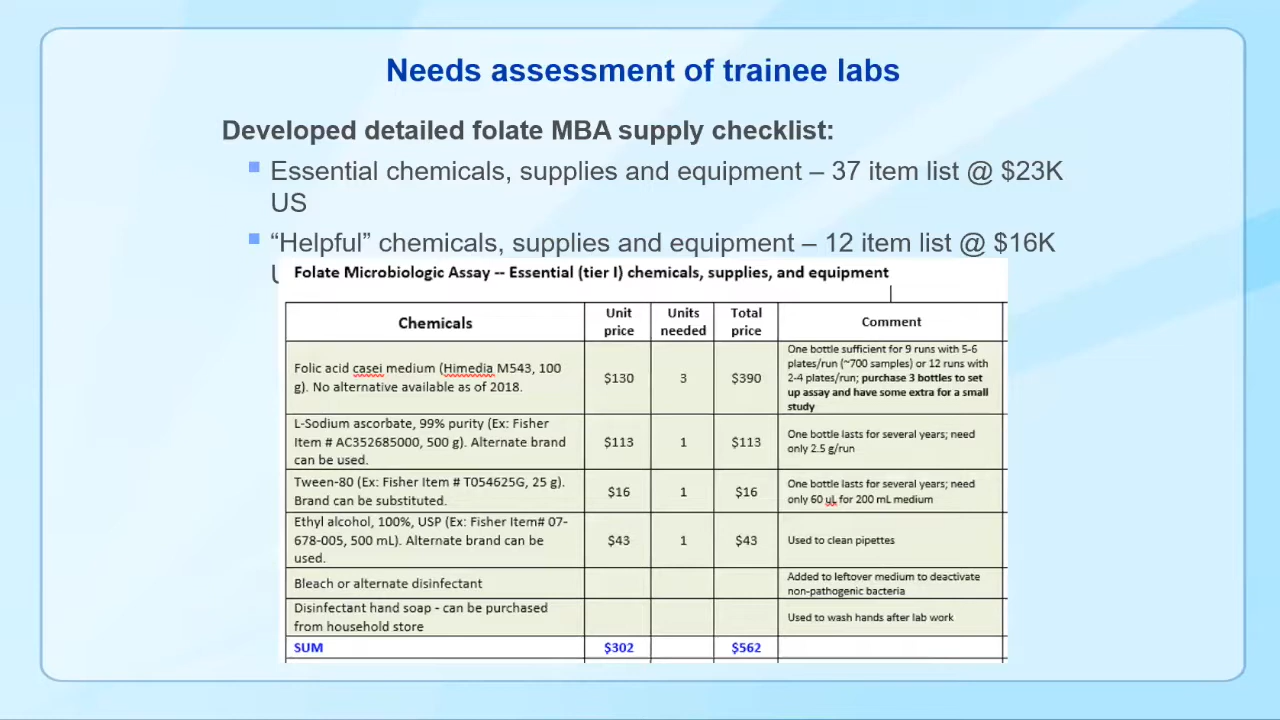 Needs assessment of trainee labs
Developed detailed folate MBA supply checklist:
Essential chemicals, supplies and equipment – 37 item list @ $23K
US
“Helpful” chemicals, supplies and equipment – 12 item list @ $16K
Folate Microbiologic Assay -- Essential (tier I) chemicals, supplies, and equipment
Chemicals
Unit
price
Units
needed
Total
price
Comment
Folic acid casei medium (Himedia M543, 100
g). No alternative available as of 2018.
$130
3
$390
One bottle sufficient for 9 runs with 5-6
plates/run (~700 samples) or 12 runs with
2-4 plates/run; purchase 3 bottles to set
up assay and have some extra for a small
study
L-Sodium ascorbate, 99% purity (Ex: Fisher
Item # AC352685000, 500 g). Alternate brand
can be used.
$113
1
$113
One bottle lasts for several years; need
only 2.5 g/run
Tween-80 (Ex: Fisher Item # T054625G, 25 g).
Brand can be substituted.
$16
1
$16
One bottle lasts for several years; need
only 60 uL for 200 mL medium
Ethyl alcohol, 100%, USP (Ex: Fisher Item# 07-
678-005, 500 mL). Alternate brand can be
used.
$43
1
$43
Used to clean pipettes
Bleach or alternate disinfectant
Added to leftover medium to deactivate
non-pathogenic bacteria
Disinfectant hand soap - can be purchased
from household store
Used to wash hands after lab work
SUM
$302
$562